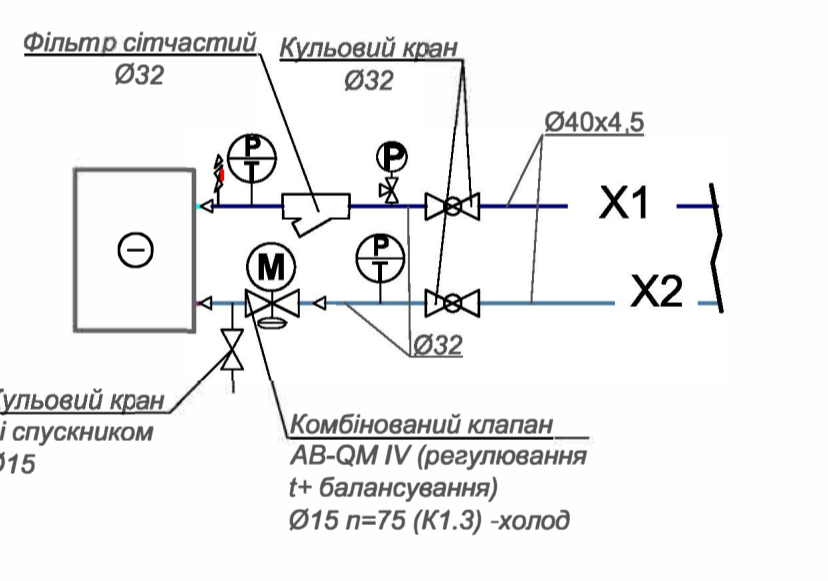 Фільтр сітчастий
Ø32
Кульовий кран
Ø32
Ø40x4,5
P
T
P
X1
M
P
T
X2
Ø32
Кульовий кран
і спускником
Ø15
Комбінований клапан
AB-QM IV (регулювання
t+ балансування)
Ø15 n=75 (К1.3) -холод